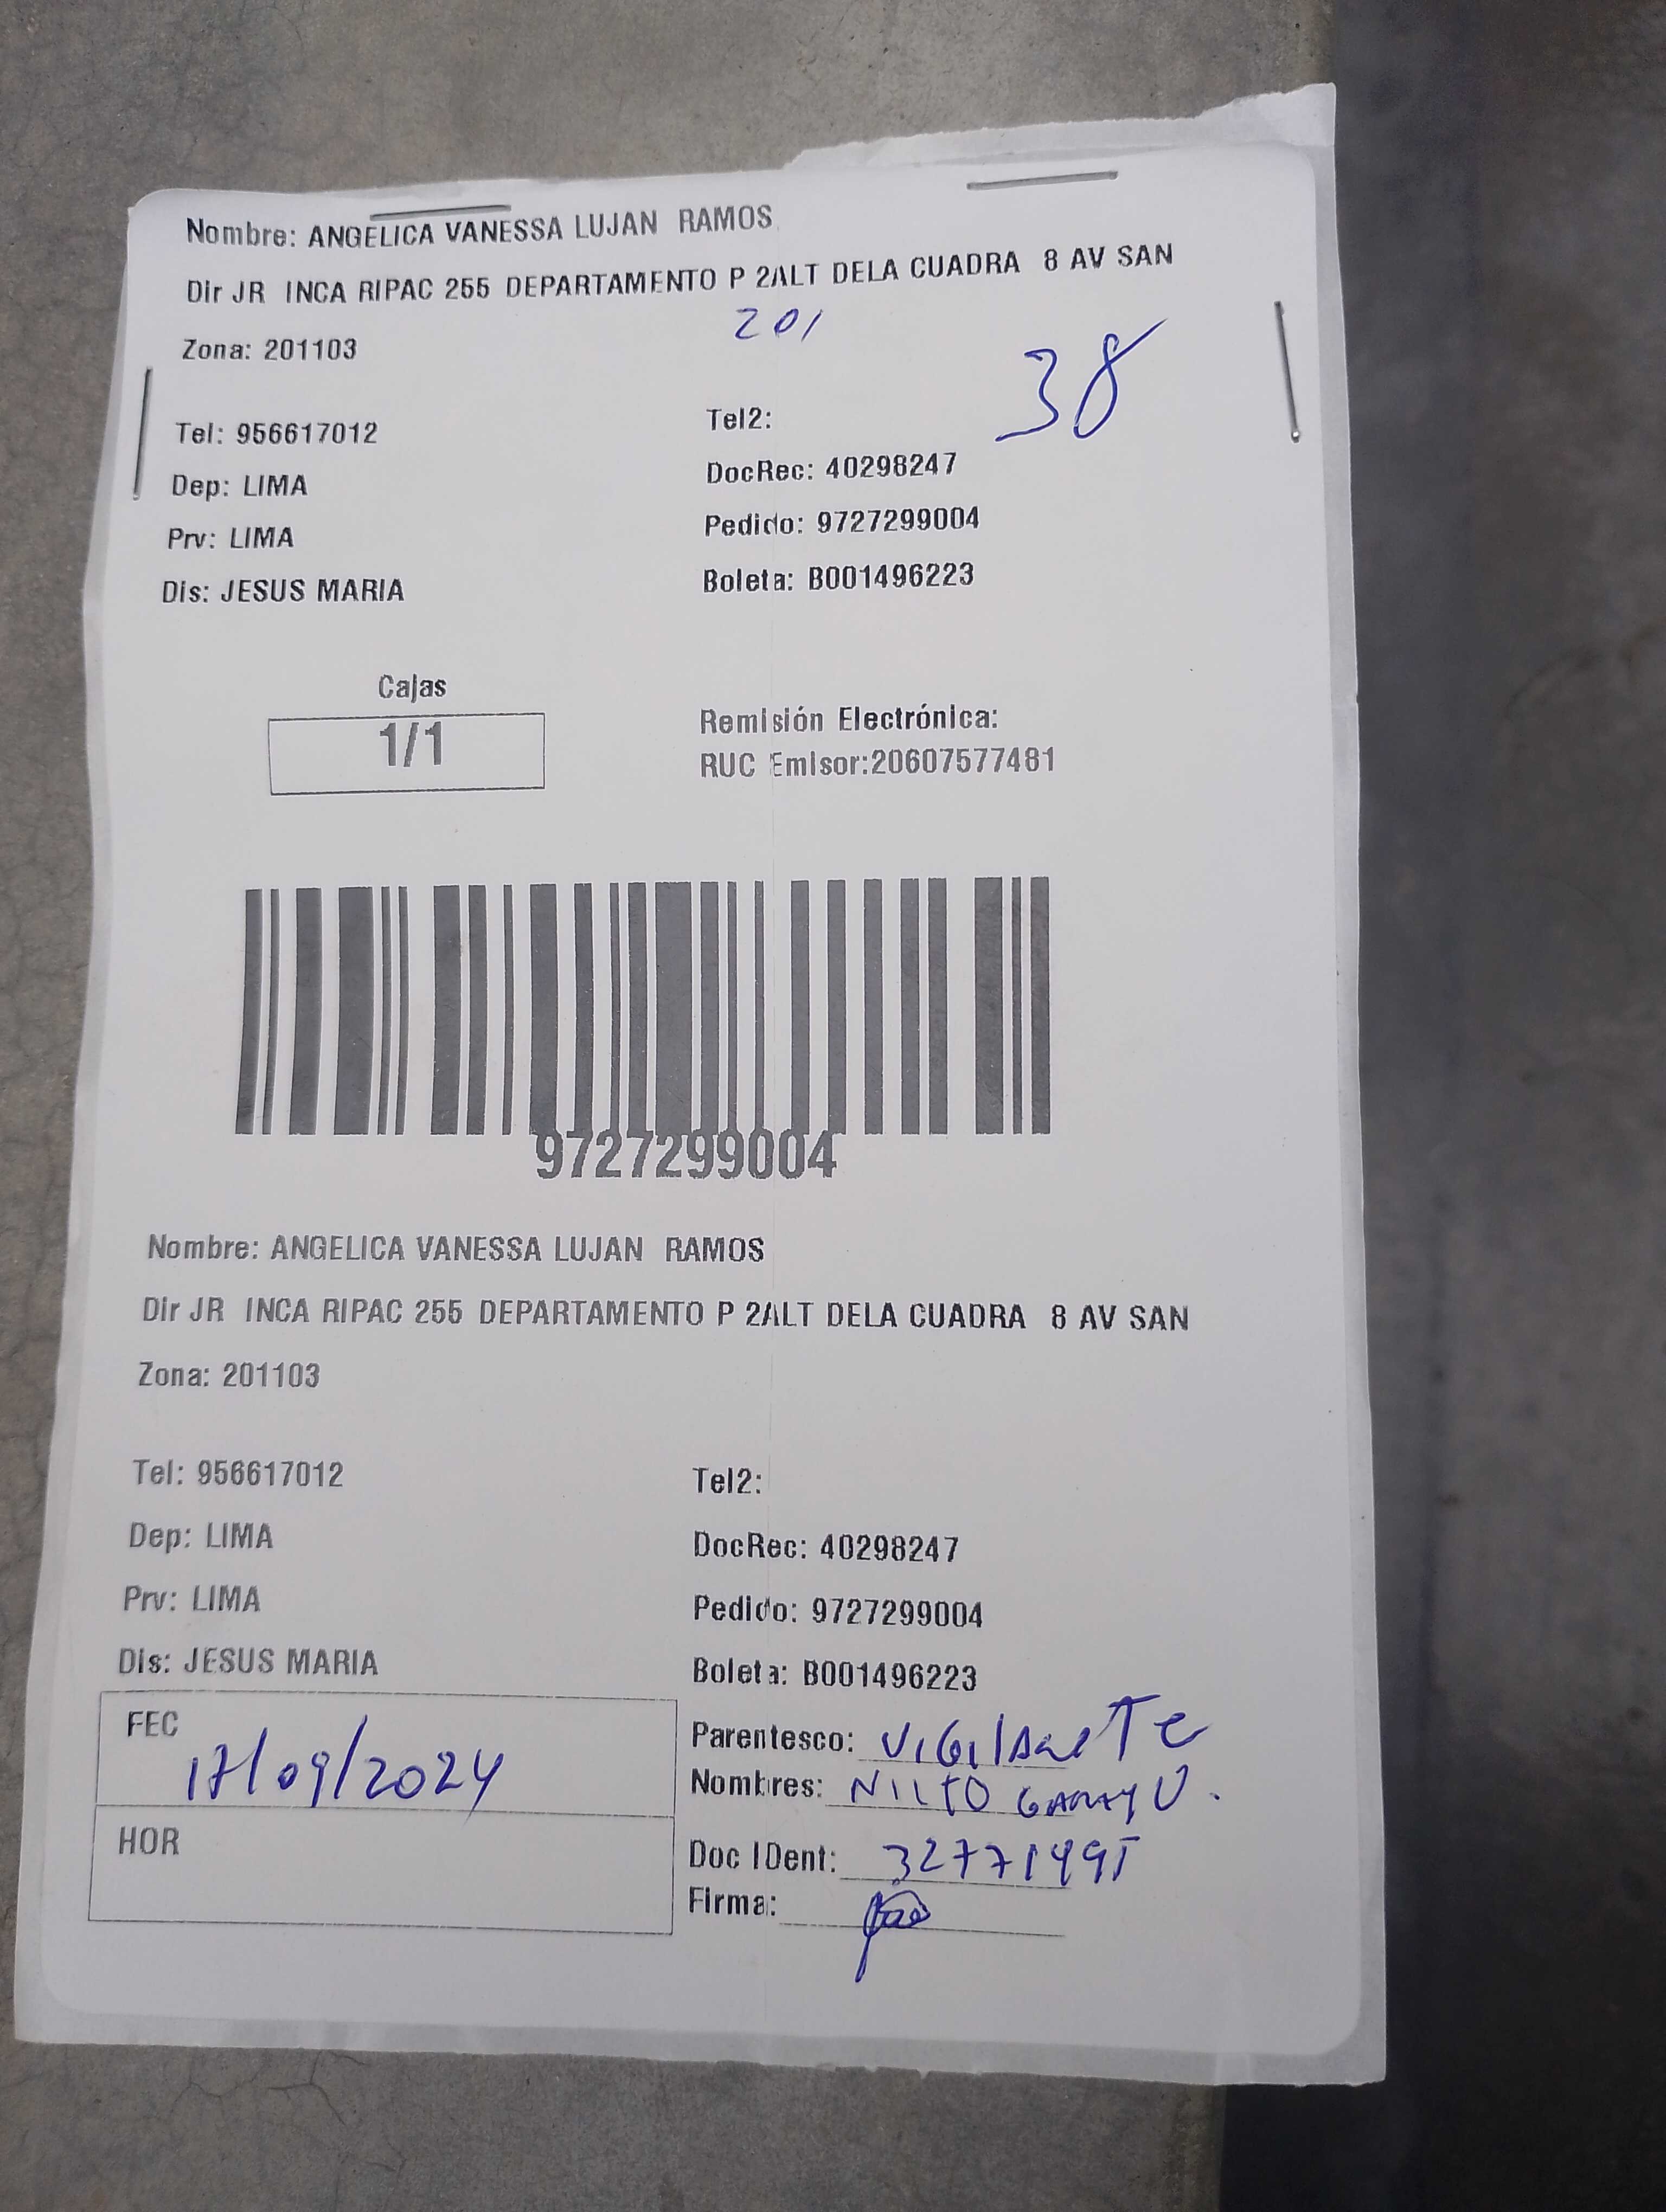 Nombre: ANGELICA VANESSA LUJAN RAMOS
Dir JR INCA RIPAC 255 DEPARTAMENTO P 2ALT DELA CUADRA 8 AV SAN
201
Zona: 201103
38
Tel: 956617012
Tel2:
Dep: LIMA
DocRec: 40298247
Prv: LIMA
Pedido: 9727299004
Dis: JESUS MARIA
Boleta: B001496223
Cajas
1/1
Remisión Electrónica:
RUC Emisor:20607577481
9727299004
Nombre: ANGELICA VANESSA LUJAN RAMOS
Dir JR INCA RIPAC 255 DEPARTAMENTO P 2ALT DELA CUADRA 8 AV SAN
Zona: 201103
Tel: 956617012
Tel2:
Dep: LIMA
DocRec: 40298247
Prv: LIMA
Pedido: 9727299004
Dis: JESUS MARIA
Boleta: B001496223
FEC
17/09/2024
HOR
Parentesco: VIGILANTE
Nombres: NILTO GARAY U.
Doc IDent:
Firma: